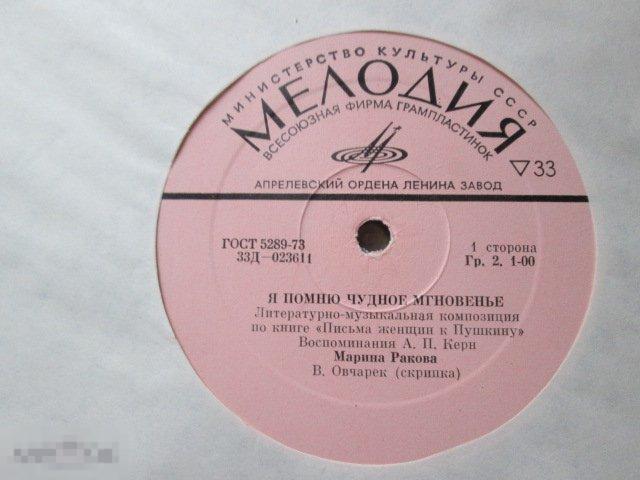 МИНИСТЕРСТВО КУЛЬТУРЫ СССР
МЕЛОДИЯ
ВСЕСОЮЗНАЯ ФИРМА ГРАМПЛАСТИНОК
▽33
АПРЕЛЕВСКИЙ ОРДЕНА ЛЕНИНА ЗАВОД
ГОСТ 5289-73
33Д—023611
1 сторона
Гр. 2. 1-00
Я ПОМНЮ ЧУДНОЕ МГНОВЕНЬЕ
Литературно-музыкальная композиция
по книге «Письма женщин к Пушкину»
Воспоминания А. П. Керн
Марина Ракова
В. Овчарек (скрипка)